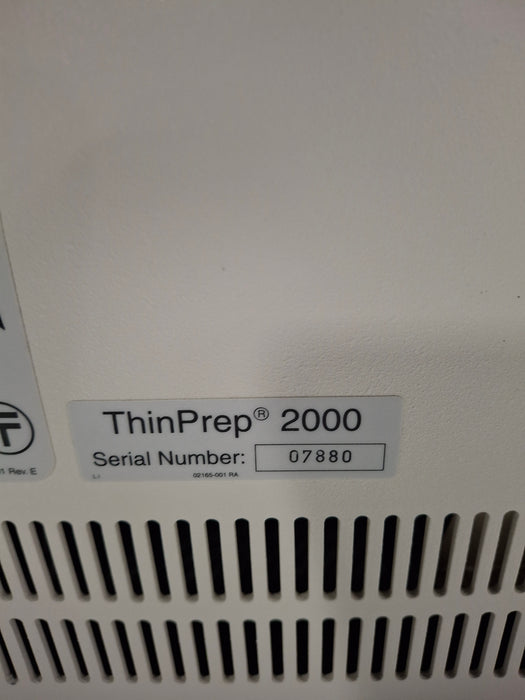 ThinPrep® 2000
Serial Number: 07880
02165-001 RA
Rev. E